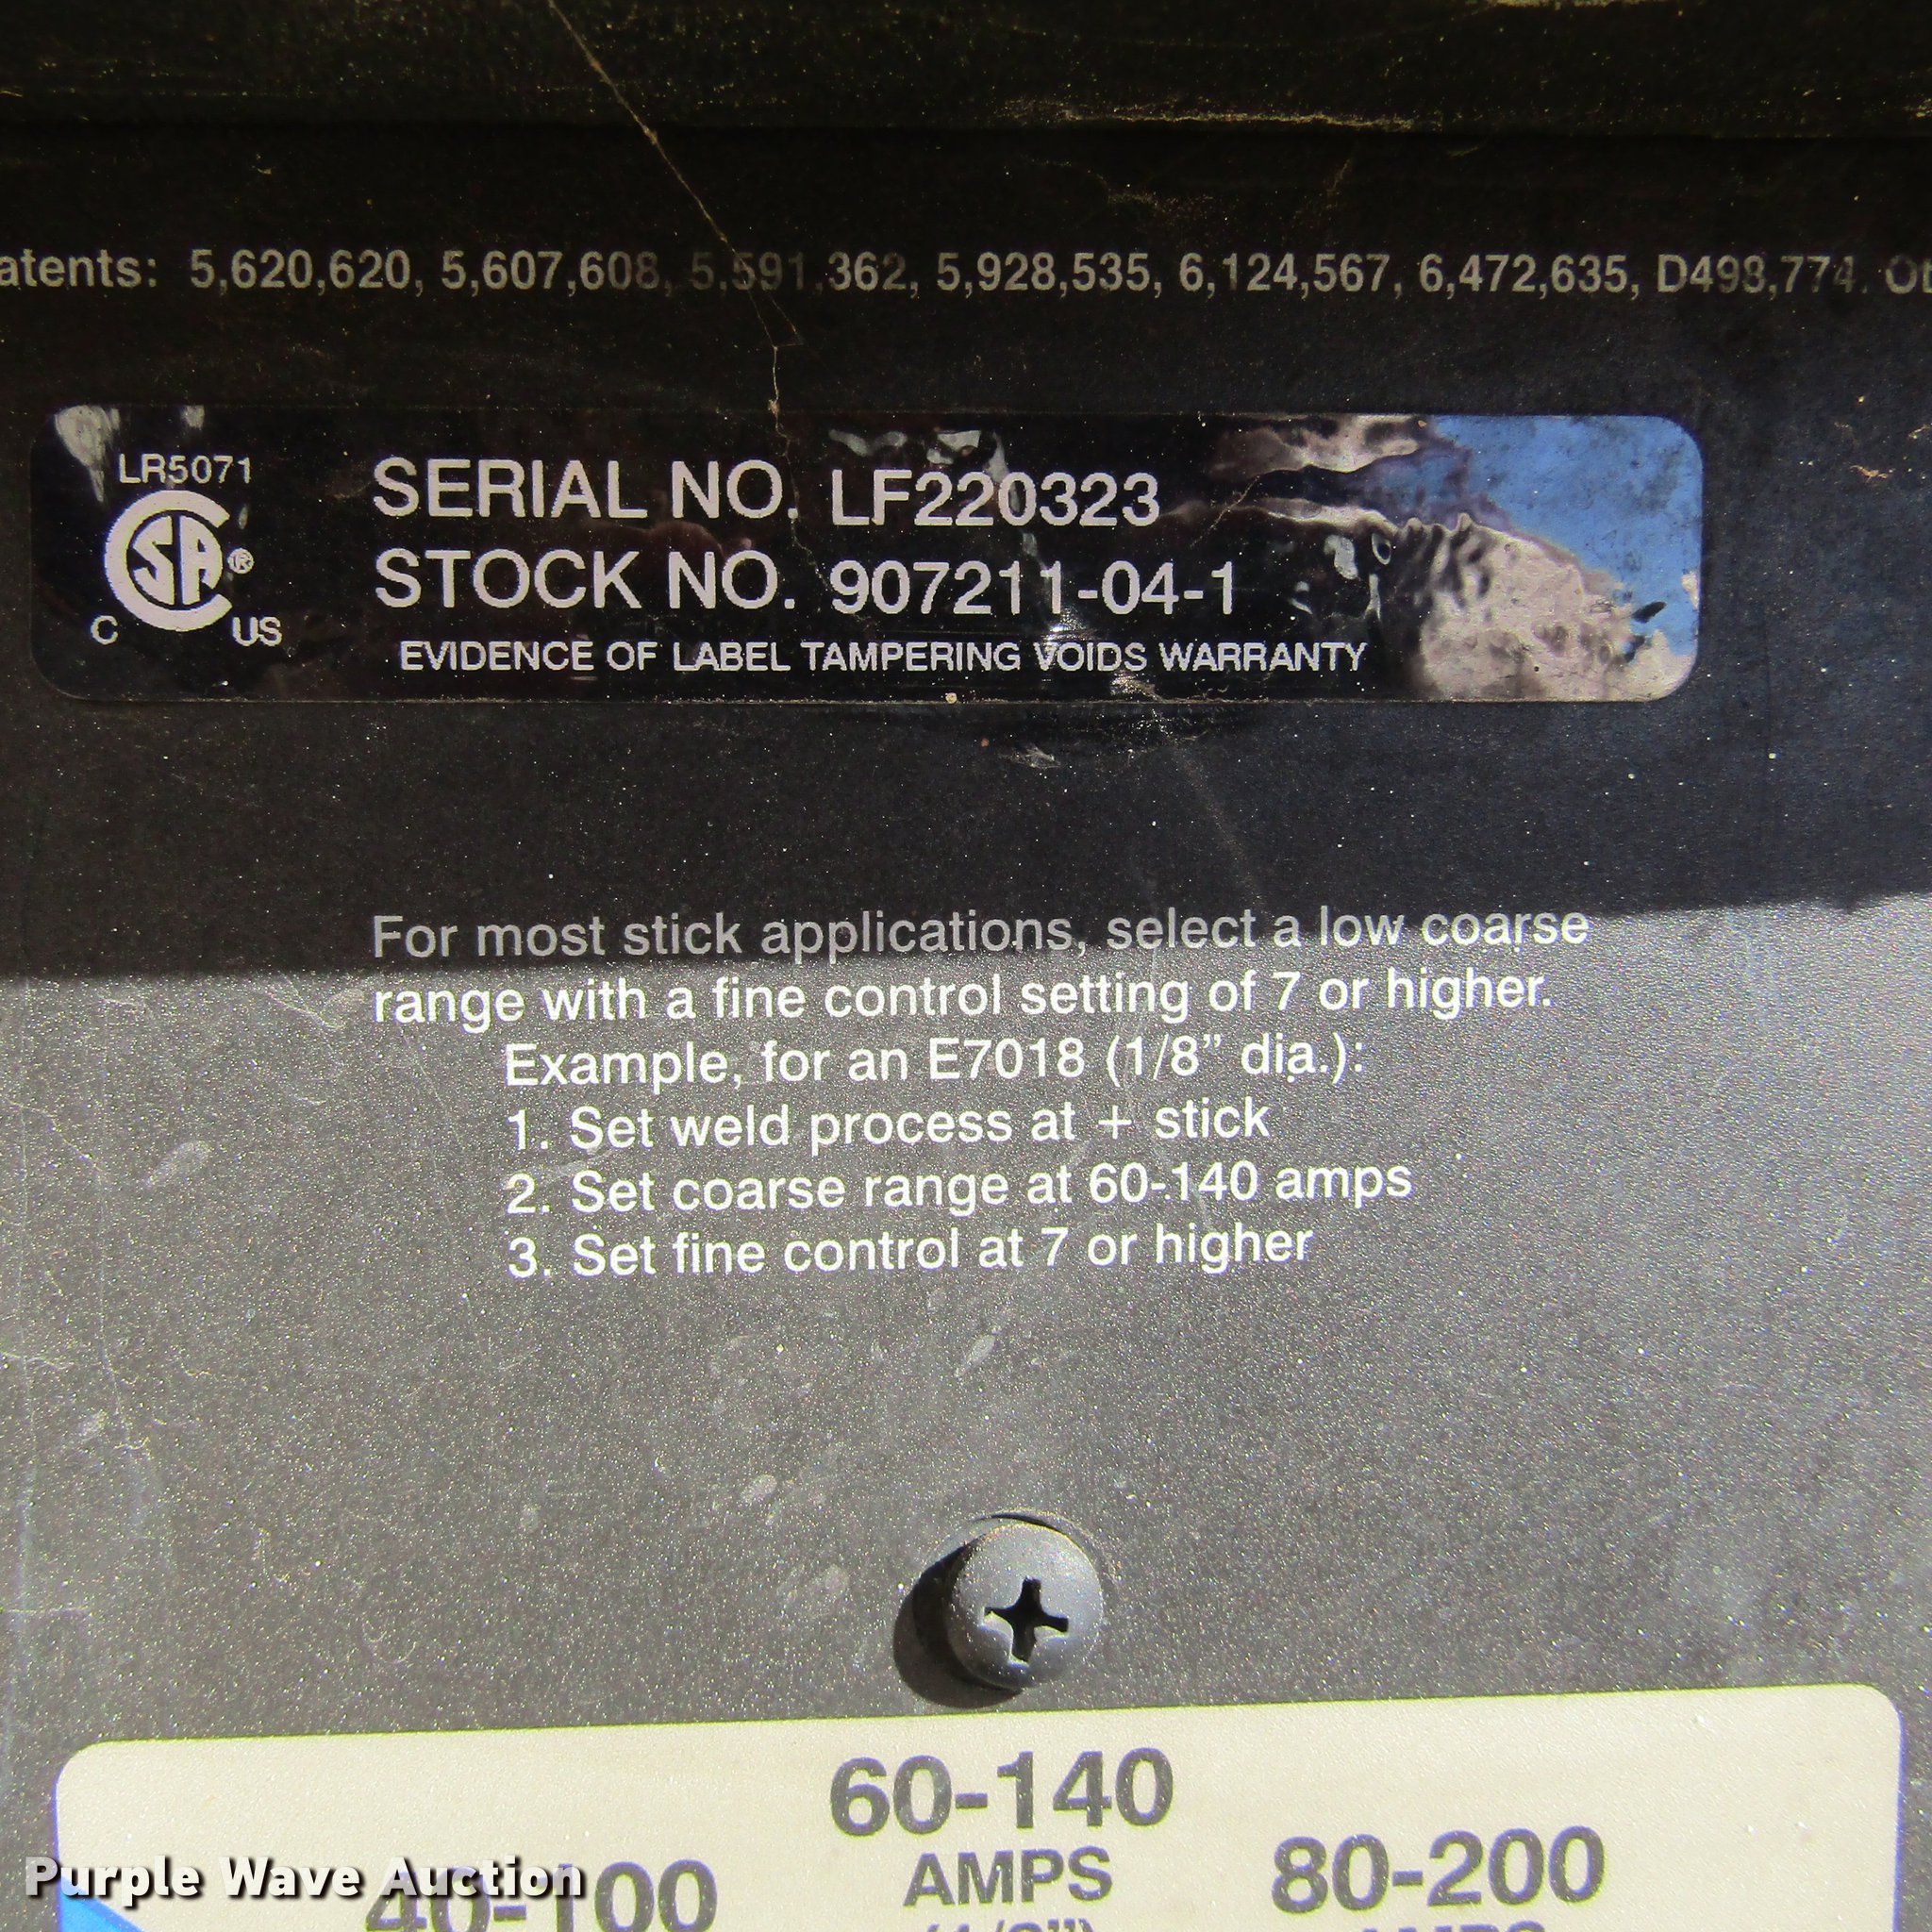 atents: 5,620,620, 5,607,608, 5,591,362, 5,928,535, 6,124,567, 6,472,635, D498,774.
LR5071
CSA®
C US
SERIAL NO. LF220323
STOCK NO. 907211-04-1
EVIDENCE OF LABEL TAMPERING VOIDS WARRANTY
For most stick applications, select a low coarse
range with a fine control setting of 7 or higher.
Example, for an E7018 (1/8” dia.):
1. Set weld process at + stick
2. Set coarse range at 60-140 amps
3. Set fine control at 7 or higher
60-140
AMPS
40-100
80-200
Purple Wave Auction